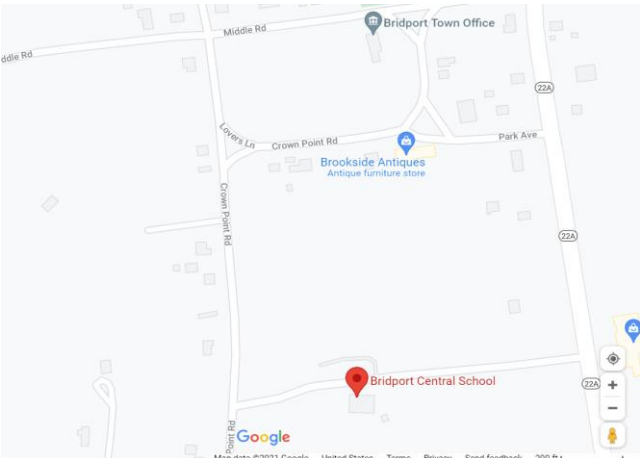 Bridport Town Office
Middle Rd
ddle Rd
22A
Lovers Ln
Crown Point Rd
Park Ave
Brookside Antiques
Antique furniture store
Crown Point Rd
22A
Bridport Central School
22A
Point Rd
Google
Map data ©2021 Google United States Terms Privacy Send feedback 200 ft